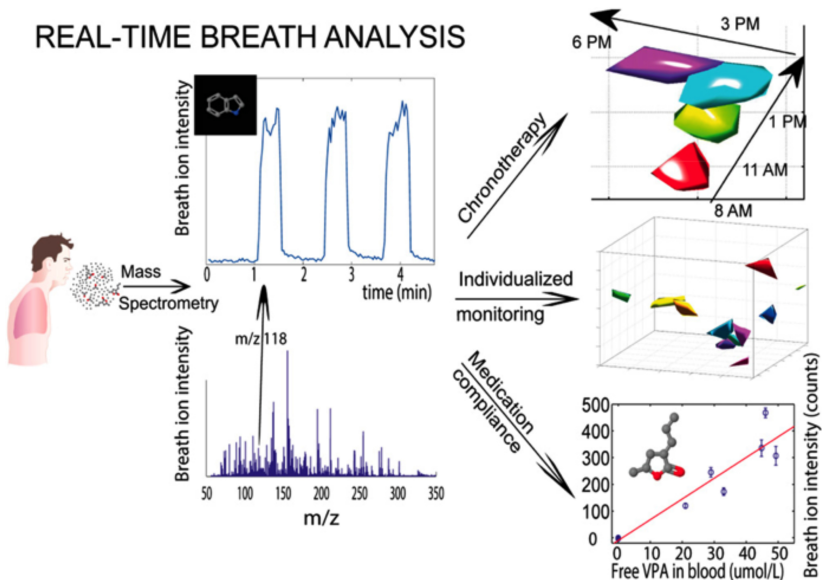 REAL-TIME BREATH ANALYSIS
Breath ion intensity
0 1 2 3 4
time (min)
Mass
Spectrometry
m/z 118
Breath ion intensity
50 100 150 200 250 300 350
m/z
Chronotherapy
Individualized
monitoring
Medication
compliance
3 PM
6 PM
1 PM
11 AM
8 AM
500
400
300
200
100
0
0 10 20 30 40 50
Free VPA in blood (umol/L)
Breath ion intensity (counts)